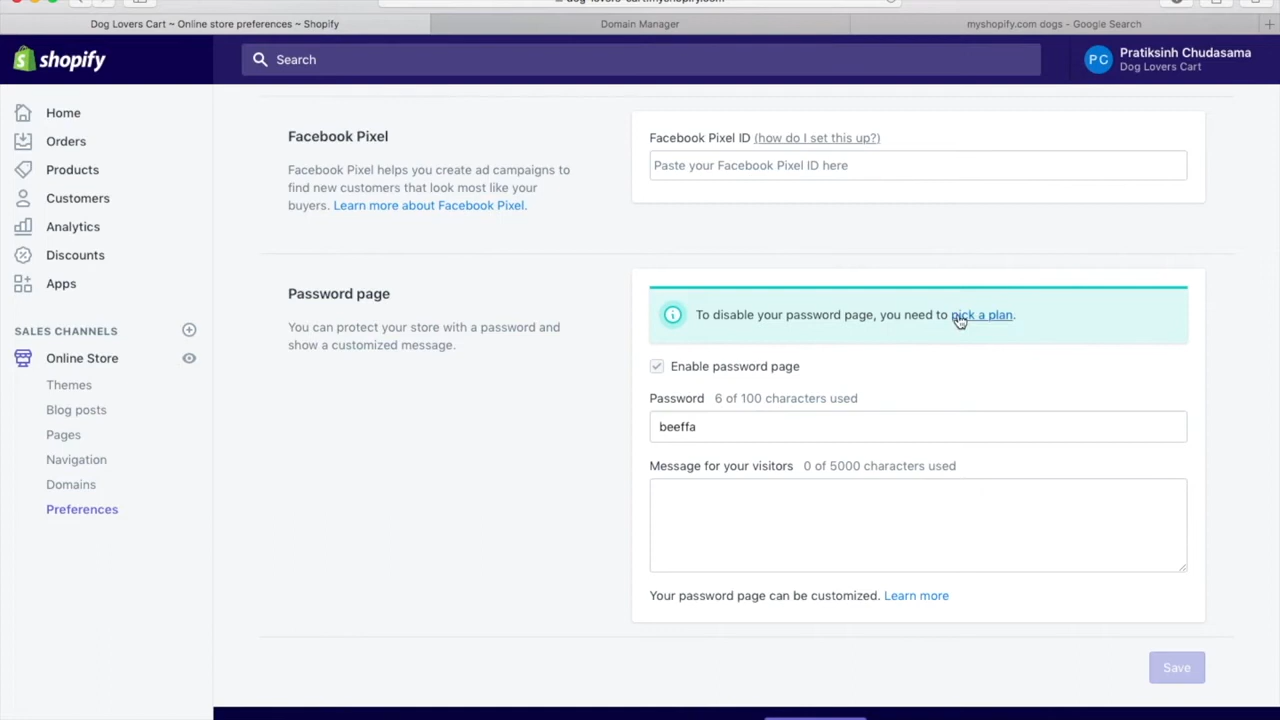 Dog Lovers Cart ~ Online store preferences ~ Shopify
Domain Manager
myshopify.com dogs - Google Search
shopify
Search
PC
Pratiksinh Chudasama
Dog Lovers Cart
Home
Orders
Products
Customers
Analytics
Discounts
Apps
SALES CHANNELS
Online Store
Themes
Blog posts
Pages
Navigation
Domains
Preferences
Facebook Pixel
Facebook Pixel helps you create ad campaigns to
find new customers that look most like your
buyers. Learn more about Facebook Pixel.
Facebook Pixel ID (how do I set this up?)
Paste your Facebook Pixel ID here
Password page
You can protect your store with a password and
show a customized message.
To disable your password page, you need to pick a plan.
Enable password page
Password 6 of 100 characters used
beeffa
Message for your visitors 0 of 5000 characters used
Your password page can be customized. Learn more
Save